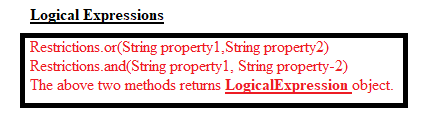 Logical Expressions
Restrictions.or(String property1,String property2)
Restrictions.and(String property1, String property-2)
The above two methods returns LogicalExpression object.